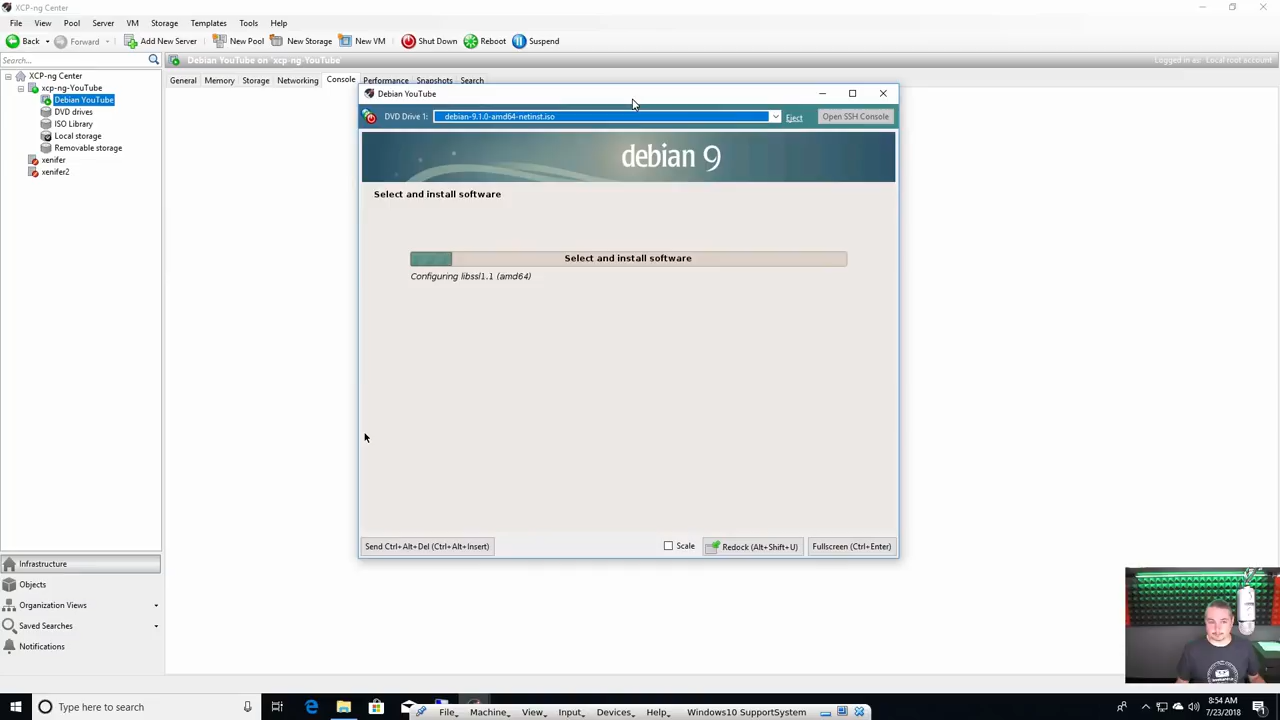 XCP-ng Center
File View Pool Server VM Storage Templates Tools Help
Back Forward Add New Server New Pool New Storage New VM Shut Down Reboot Suspend
Search... Debian YouTube on 'xcp-ng-YouTube' Logged in as: Local root account
XCP-ng Center
xcp-ng-YouTube
Debian YouTube
DVD drives
ISO Library
Local storage
Removable storage
xenifer
xenifer2
General Memory Storage Networking Console Performance Snapshots Search
Debian YouTube
DVD Drive 1: debian-9.1.0-amd64-netinst.iso Eject Open SSH Console
debian 9
Select and install software
Select and install software
Configuring libssl1.1 (amd64)
Send Ctrl+Alt+Del (Ctrl+Alt+Insert) Scale Redock (Alt+Shift+U) Fullscreen (Ctrl+Enter)
Infrastructure
Objects
Organization Views
Saved Searches
Notifications
Type here to search
File Machine View Input Devices Help Windows10 SupportSystem
8:54 AM
7/23/2018